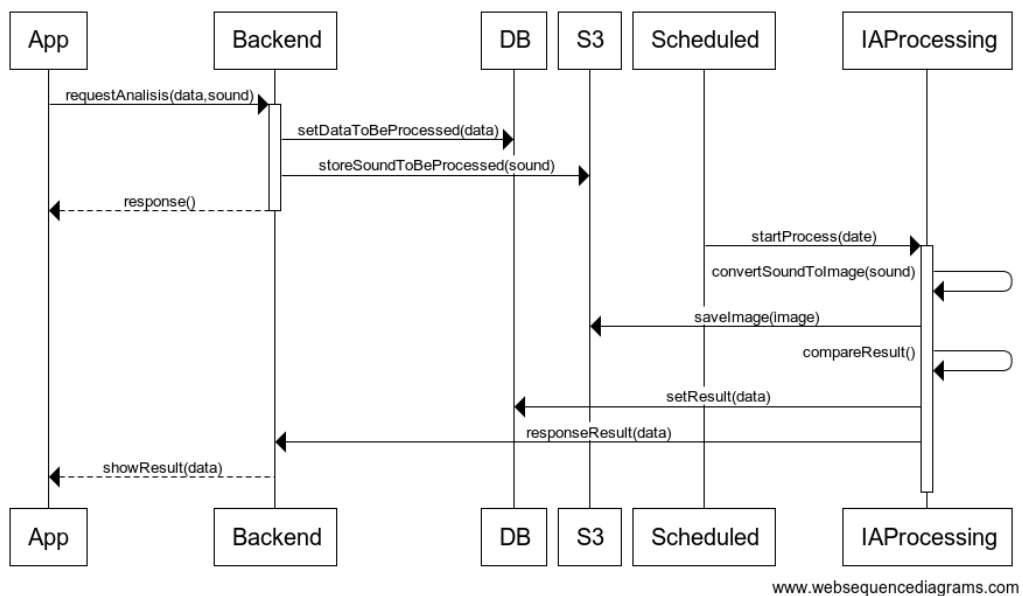 App Backend DB S3 Scheduled IAProcessing
requestAnalisis(data,sound)
setDataToBeProcessed(data)
storeSoundToBeProcessed(sound)
response()
startProcess(date)
convertSoundToImage(sound)
saveImage(image)
compareResult()
setResult(data)
responseResult(data)
showResult(data)
App Backend DB S3 Scheduled IAProcessing
www.websequencediagrams.com